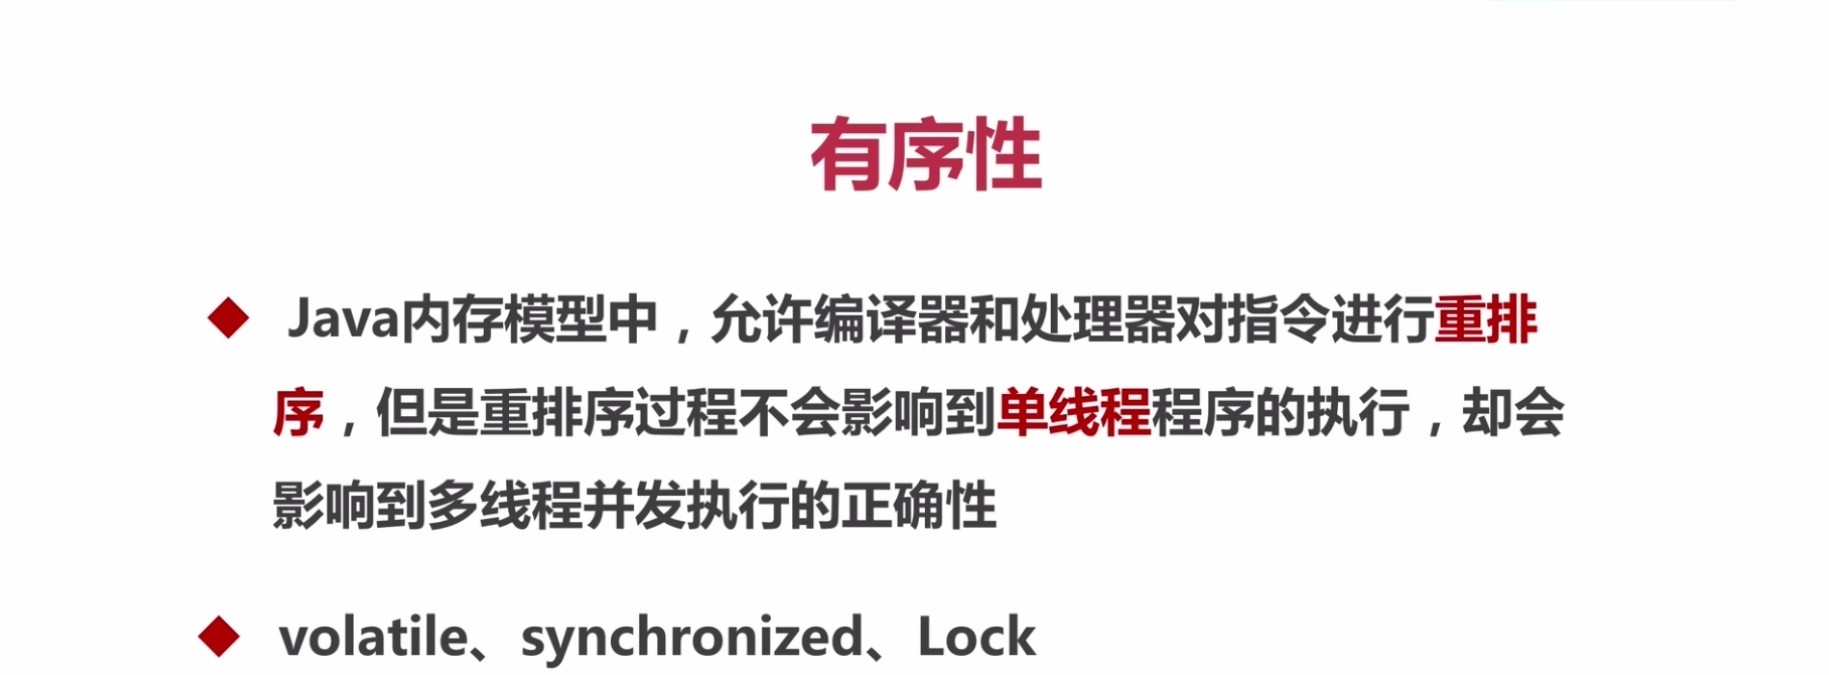 有序性
Java内存模型中，允许编译器和处理器对指令进行重排
序，但是重排序过程不会影响到单线程程序的执行，却会
影响到多线程并发执行的正确性
volatile、synchronized、Lock